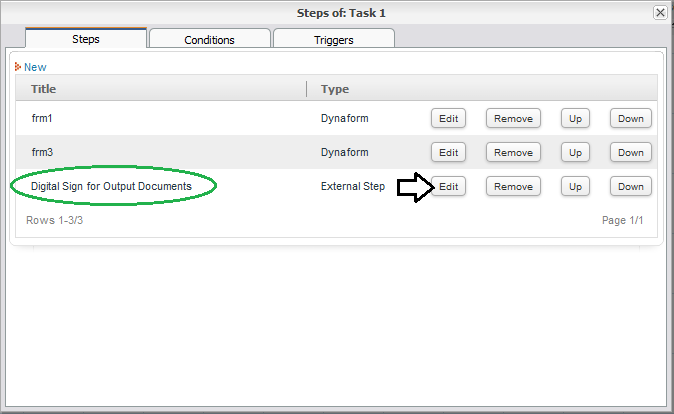 Steps of: Task 1
Steps Conditions Triggers
New
Title Type
frm1 Dynaform Edit Remove Up Down
frm3 Dynaform Edit Remove Up Down
Digital Sign for Output Documents External Step Edit Remove Up Down
Rows 1-3/3 Page 1/1